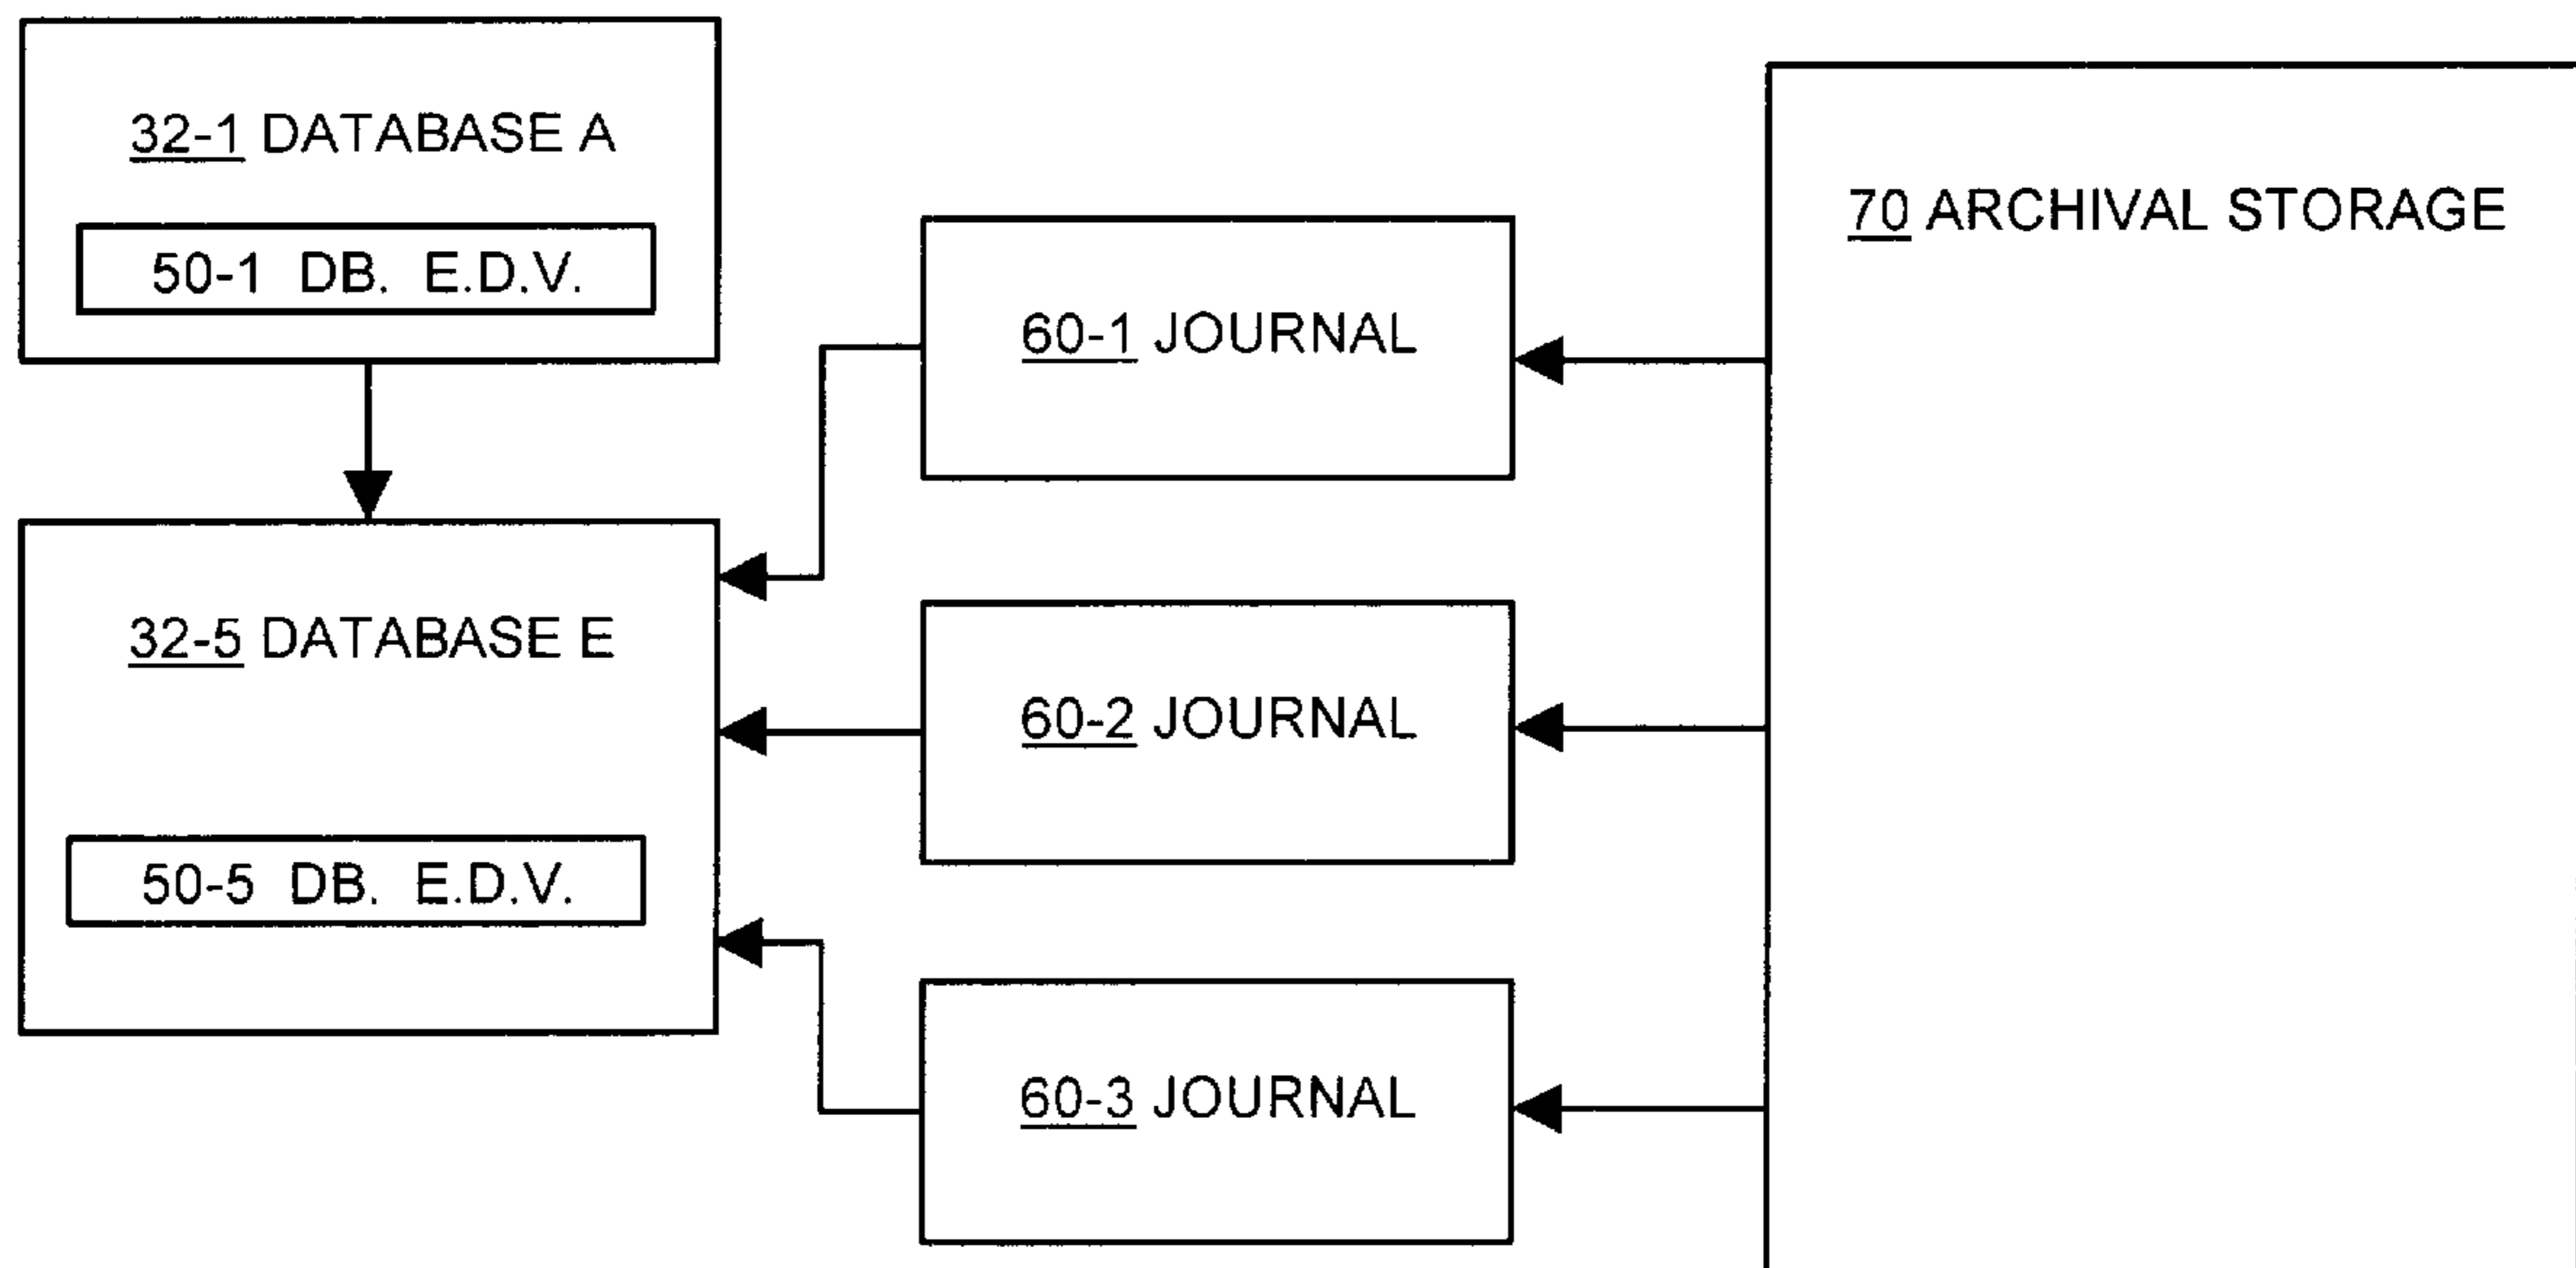 32-1 DATABASE A
50-1 DB. E.D.V.
32-5 DATABASE E
50-5 DB. E.D.V.
60-1 JOURNAL
60-2 JOURNAL
60-3 JOURNAL
70 ARCHIVAL STORAGE